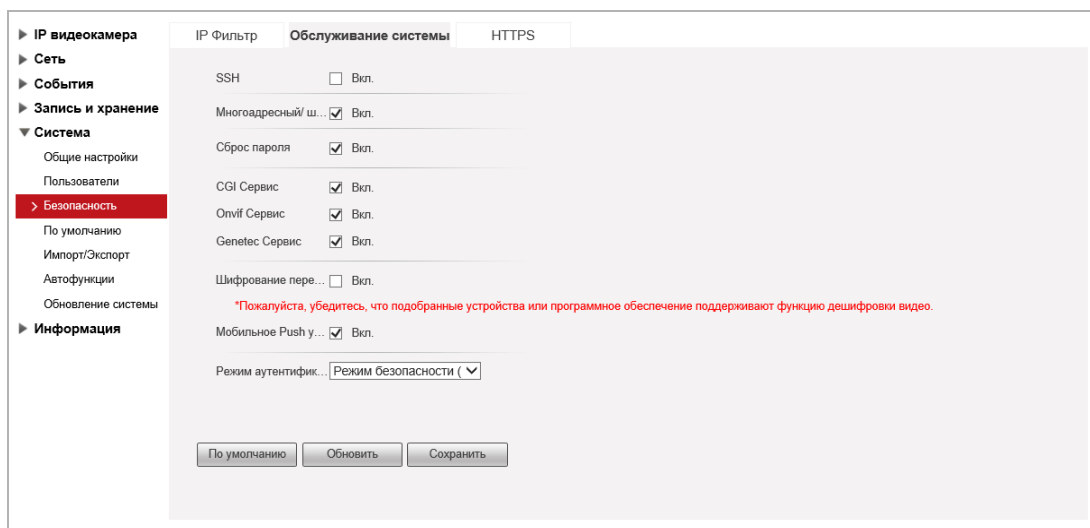 IP видеокамера
Сеть
События
Запись и хранение
Система
Общие настройки
Пользователи
Безопасность
По умолчанию
Импорт/Экспорт
Автофункции
Обновление системы
Информация
IP Фильтр
Обслуживание системы
HTTPS
SSH Вкл.
Многоадресный/ ш... Вкл.
Сброс пароля Вкл.
CGI Сервис Вкл.
Onvif Сервис Вкл.
Genetec Сервис Вкл.
Шифрование пере... Вкл.
*Пожалуйста, убедитесь, что подобранные устройства или программное обеспечение поддерживают функцию дешифровки видео.
Мобильное Push у... Вкл.
Режим аутентифик... Режим безопасности (
По умолчанию
Обновить
Сохранить